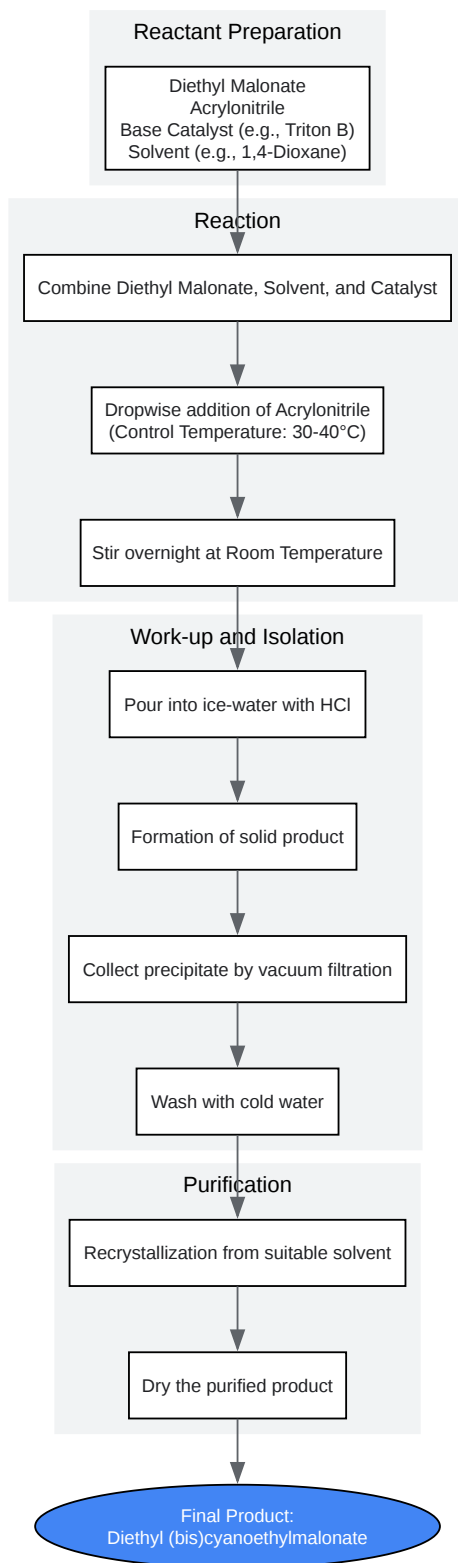 Reactant Preparation
Diethyl Malonate
Acrylonitrile
Base Catalyst (e.g., Triton B)
Solvent (e.g., 1,4-Dioxane)
Reaction
Combine Diethyl Malonate, Solvent, and Catalyst
Dropwise addition of Acrylonitrile
(Control Temperature: 30-40°C)
Stir overnight at Room Temperature
Work-up and Isolation
Pour into ice-water with HCl
Formation of solid product
Collect precipitate by vacuum filtration
Wash with cold water
Purification
Recrystallization from suitable solvent
Dry the purified product
Final Product:
Diethyl (bis)cyanoethylmalonate